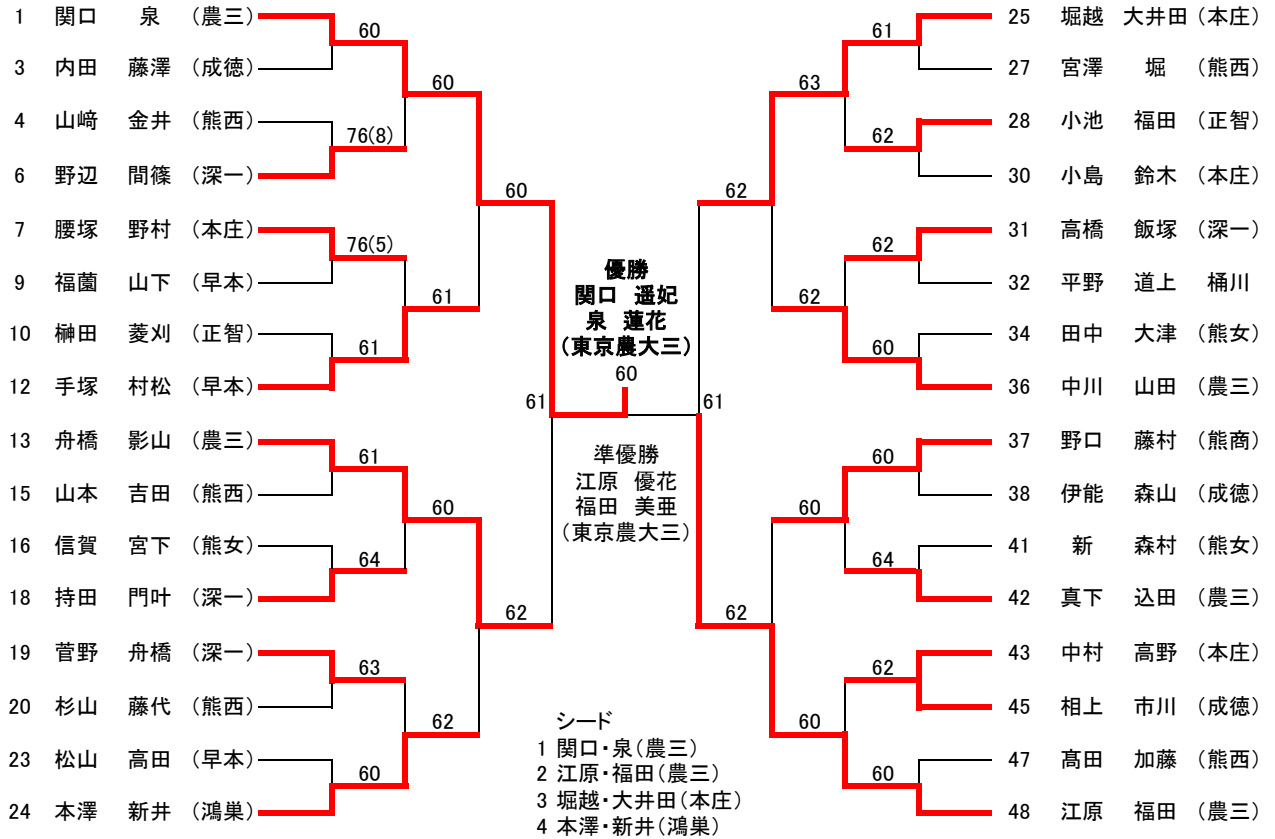 1 関口 泉 (農三)
60
3 内田 藤澤 (成徳)
60
4 山﨑 金井 (熊西)
76(8)
6 野辺 間篠 (深一)
60
7 腰塚 野村 (本庄)
76(5)
9 福薗 山下 (早本)
61
10 榊田 菱刈 (正智)
61
12 手塚 村松 (早本)
61
13 舟橋 影山 (農三)
61
15 山本 吉田 (熊西)
60
16 信賀 宮下 (熊女)
64
18 持田 門叶 (深一)
62
19 菅野 舟橋 (深一)
63
20 杉山 藤代 (熊西)
62
23 松山 高田 (早本)
60
24 本澤 新井 (鴻巣)
優勝
関口 遥妃
泉 蓮花
(東京農大三)
60
準優勝
江原 優花
福田 美亜
(東京農大三)
シード
1 関口・泉(農三)
2 江原・福田(農三)
3 堀越・大井田(本庄)
4 本澤・新井(鴻巣)
25 堀越 大井田 (本庄)
61
27 宮澤 堀 (熊西)
63
28 小池 福田 (正智)
62
30 小島 鈴木 (本庄)
62
31 高橋 飯塚 (深一)
62
32 平野 道上 桶川
62
34 田中 大津 (熊女)
60
36 中川 山田 (農三)
61
37 野口 藤村 (熊商)
60
38 伊能 森山 (成徳)
60
41 新 森村 (熊女)
64
42 真下 込田 (農三)
62
43 中村 高野 (本庄)
62
45 相上 市川 (成徳)
60
47 髙田 加藤 (熊西)
60
48 江原 福田 (農三)